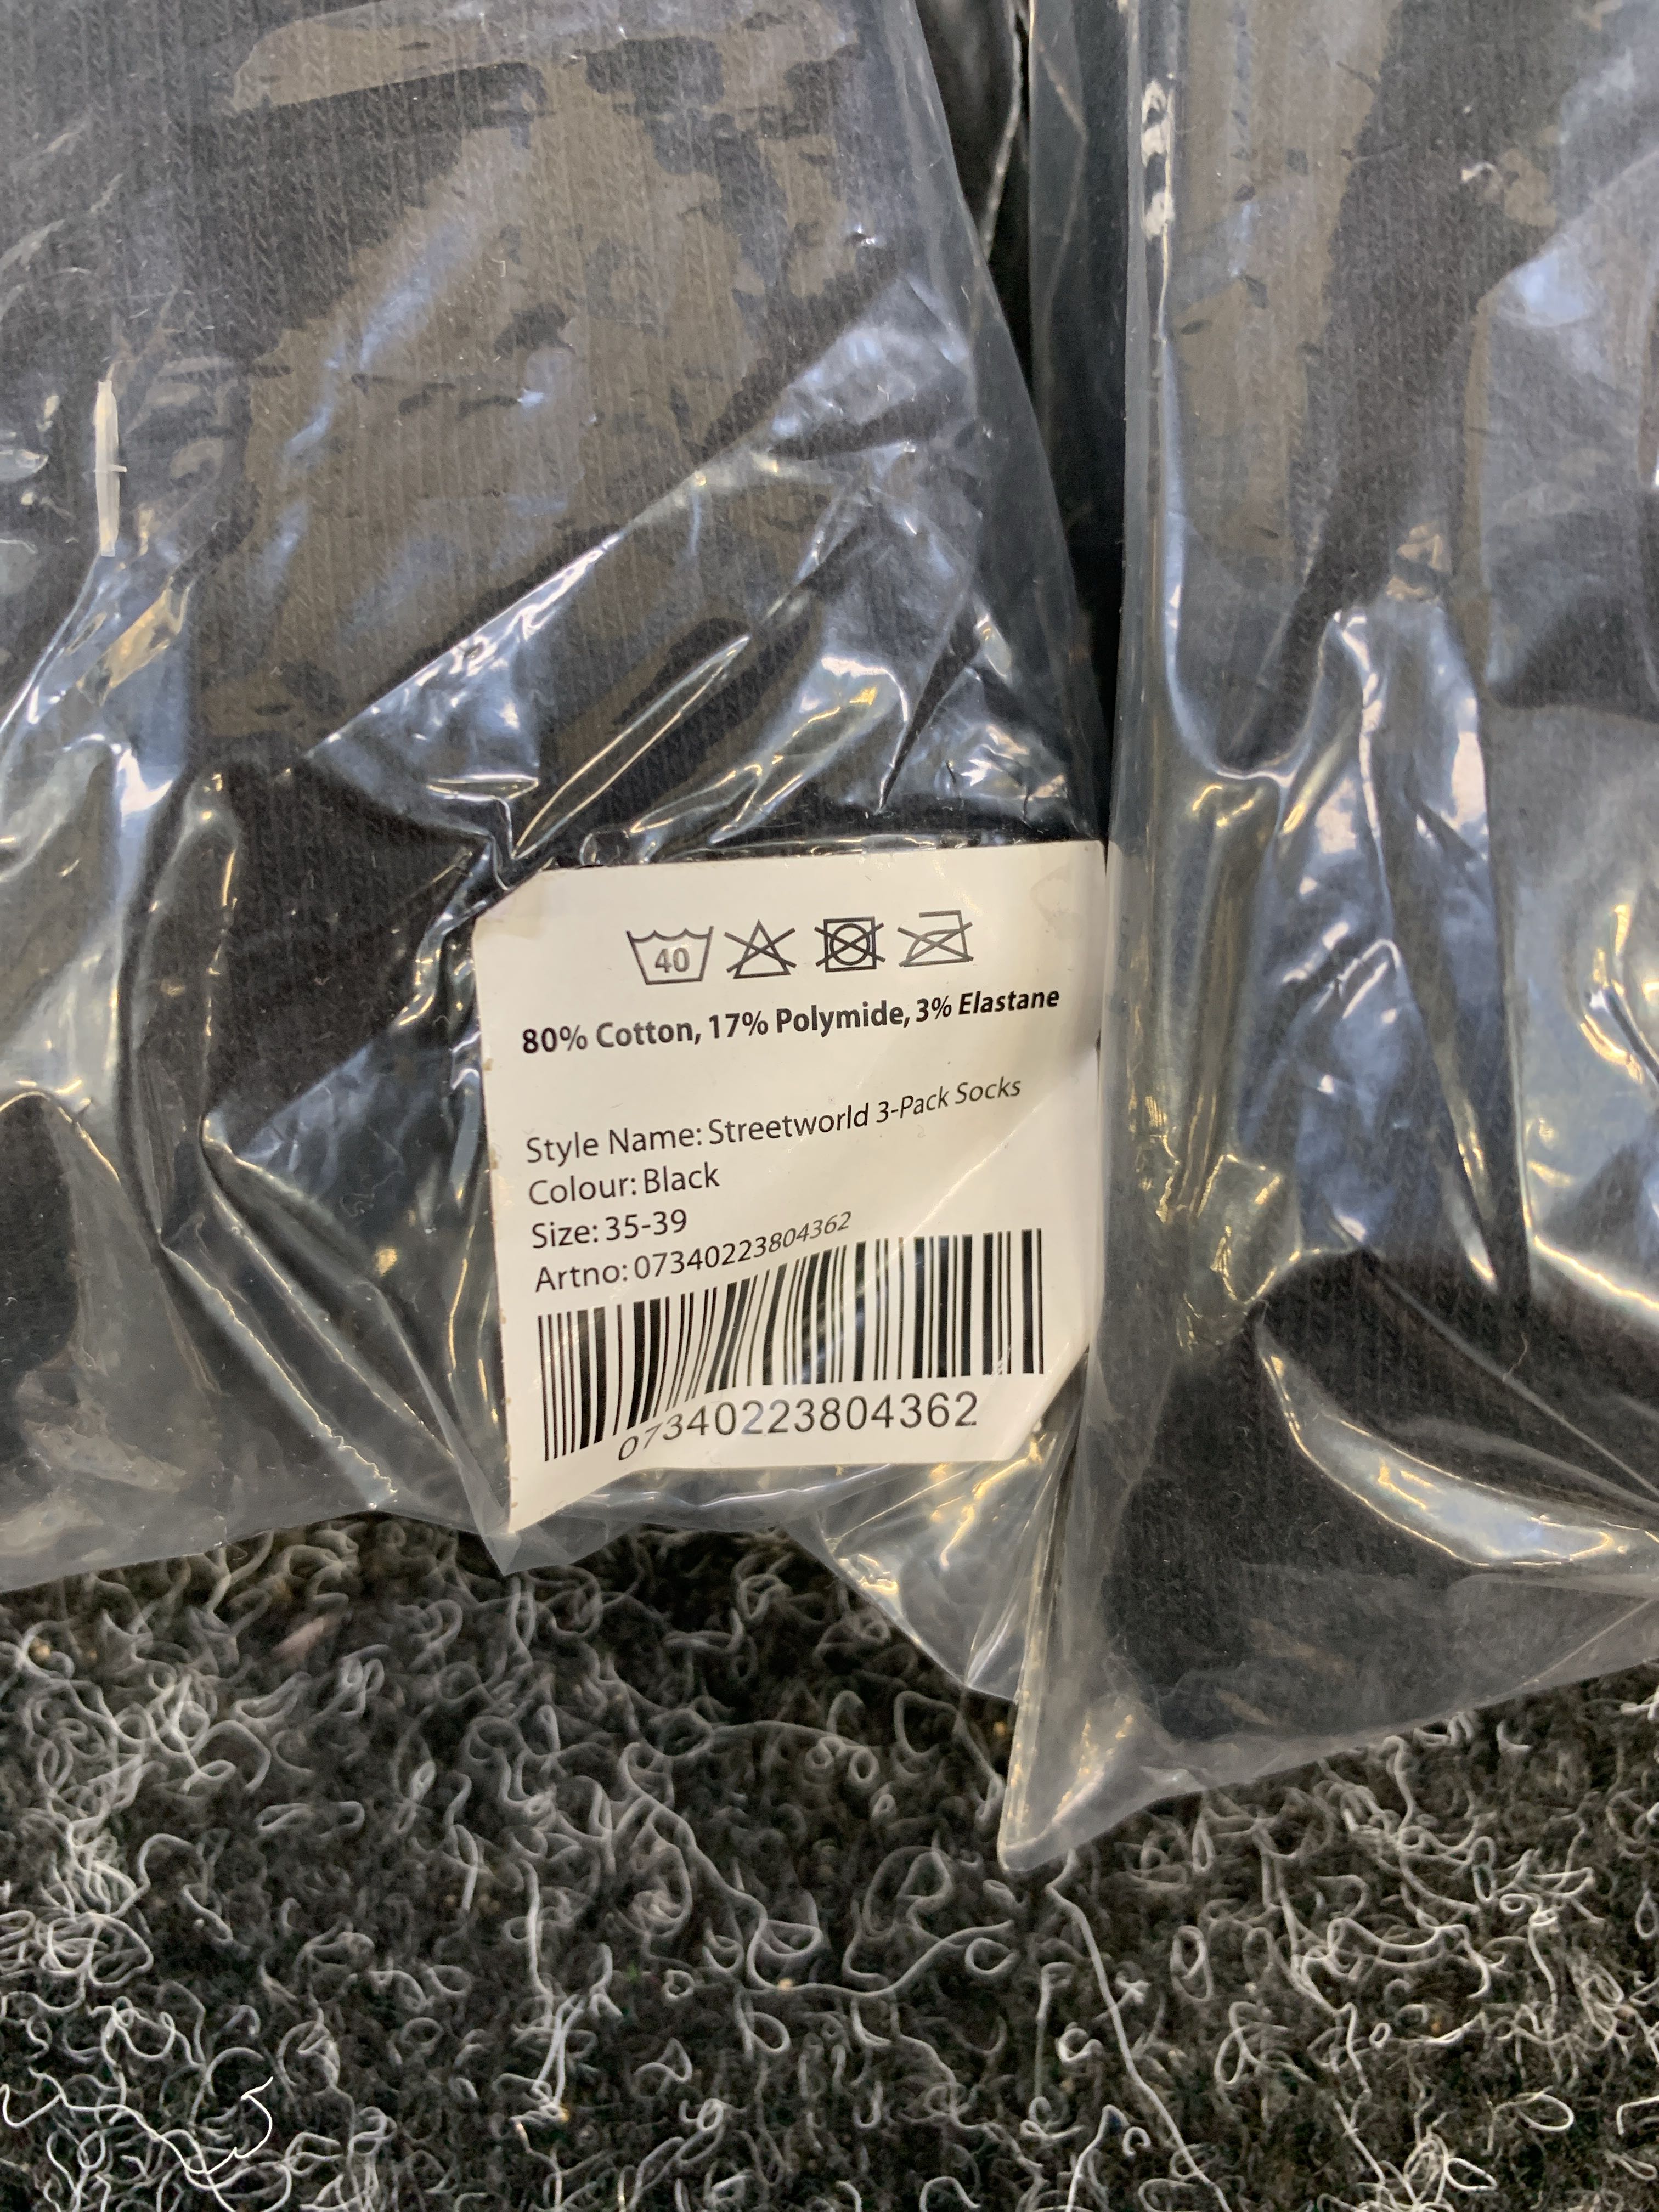 40
80% Cotton, 17% Polymide, 3% Elastane
Style Name: Streetworld 3-Pack Socks
Colour: Black
Size: 35-39
Artno: 07340223804362
07340223804362